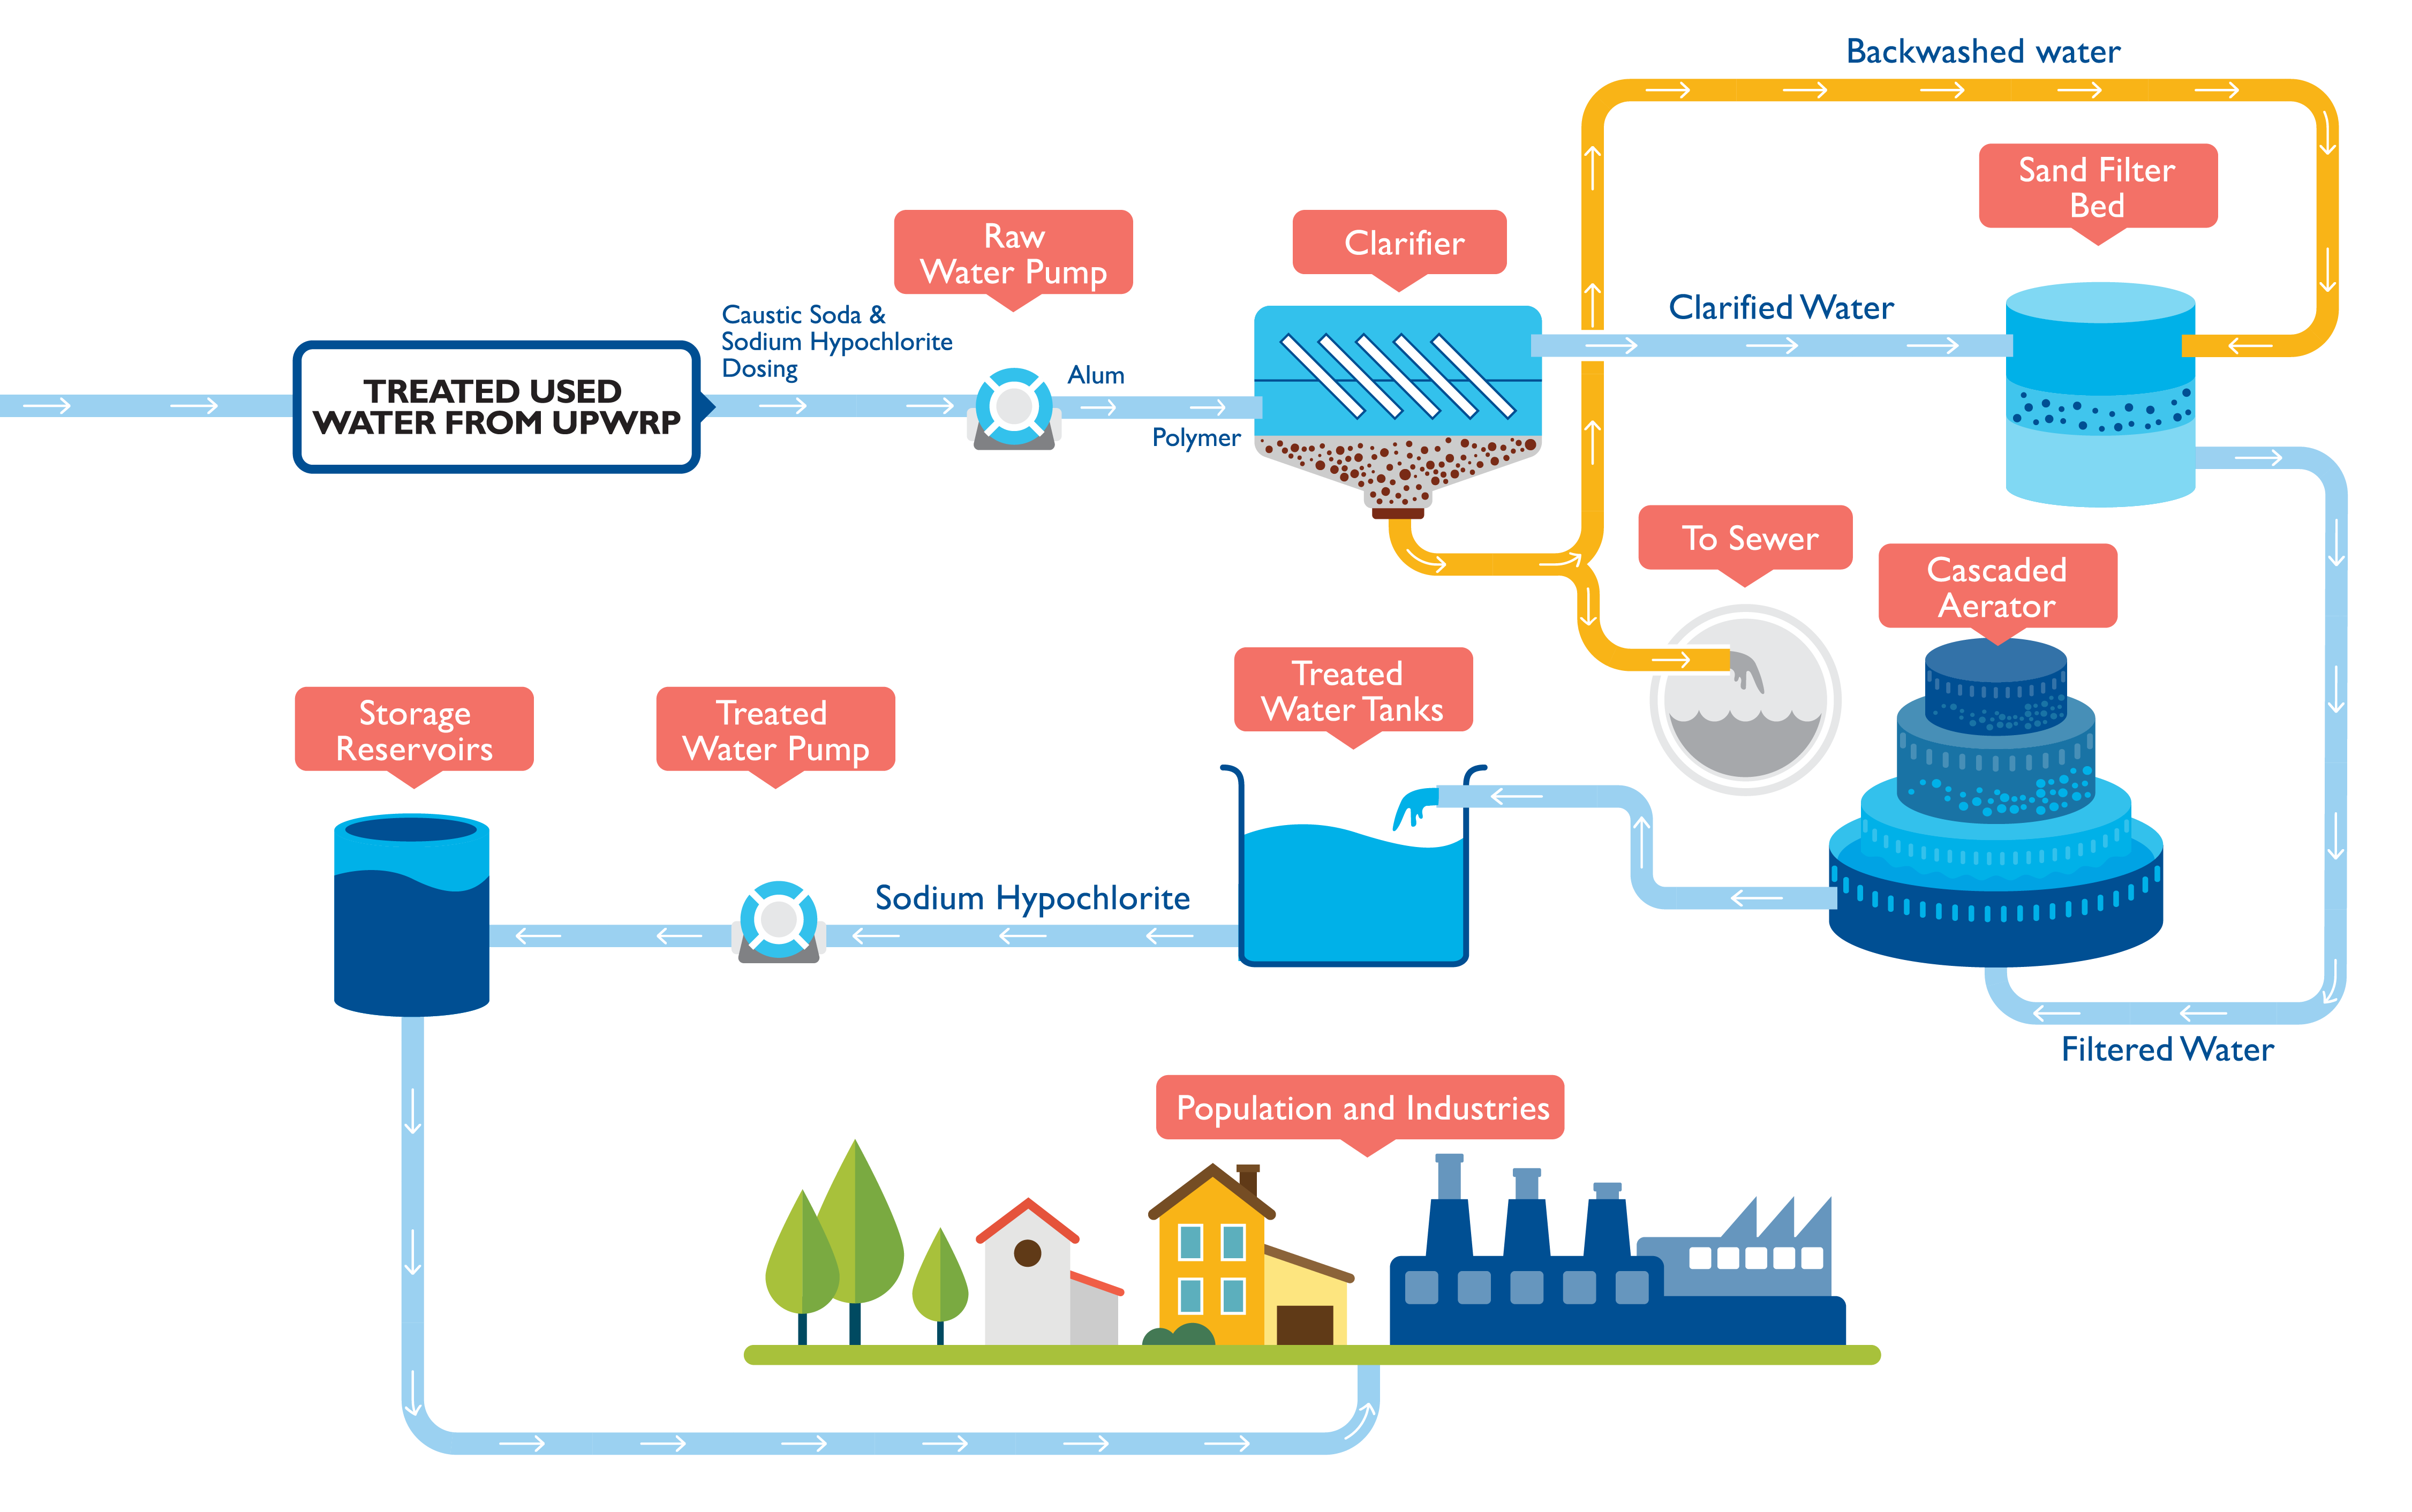 Backwashed water
Sand Filter
Bed
Raw
Water Pump
Clarifier
Caustic Soda &
Sodium Hypochlorite
Dosing
Clarified Water
TREATED USED
WATER FROM UPWRP
Alum
Polymer
To Sewer
Cascaded
Aerator
Storage
Reservoirs
Treated
Water Pump
Treated
Water Tanks
Sodium Hypochlorite
Filtered Water
Population and Industries